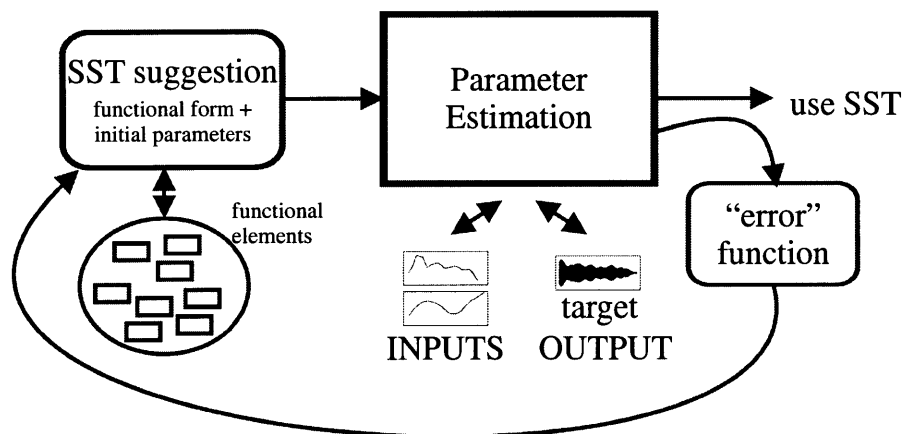 SST suggestion
functional form +
initial parameters
Parameter
Estimation
use SST
functional
elements
“error”
function
target
INPUTS
OUTPUT